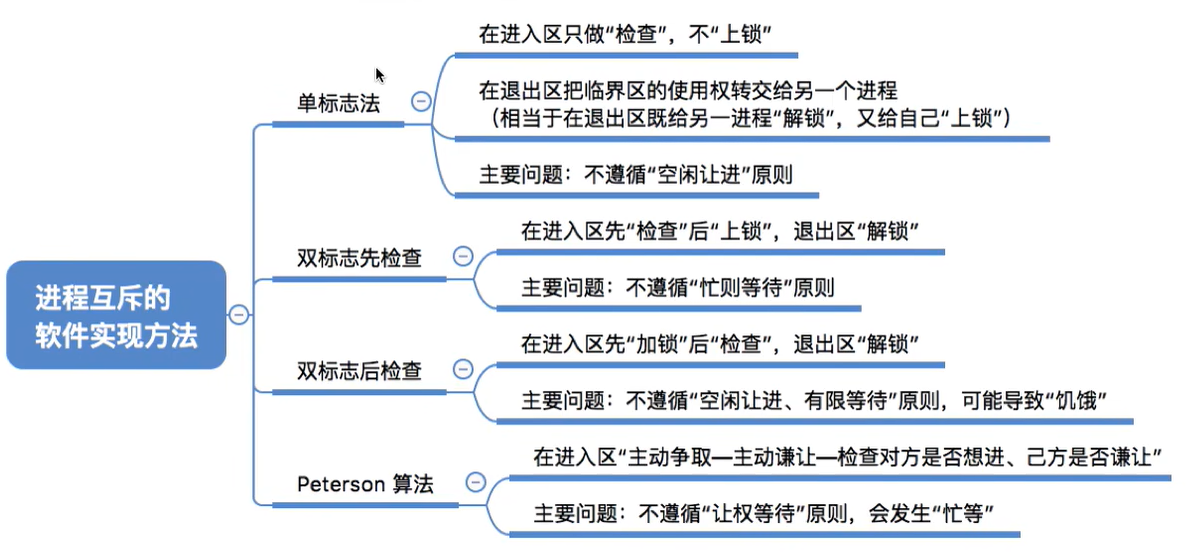 进程互斥的
软件实现方法
单标志法
在进入区只做“检查”，不“上锁”
在退出区把临界区的使用权转交给另一个进程
（相当于在退出区既给另一进程“解锁”，又给自己“上锁”）
主要问题：不遵循“空闲让进”原则
双标志先检查
在进入区先“检查”后“上锁”，退出区“解锁”
主要问题：不遵循“忙则等待”原则
双标志后检查
在进入区先“加锁”后“检查”，退出区“解锁”
主要问题：不遵循“空闲让进、有限等待”原则，可能导致“饥饿”
Peterson 算法
在进入区“主动争取—主动谦让—检查对方是否想进、己方是否谦让”
主要问题：不遵循“让权等待”原则，会发生“忙等”